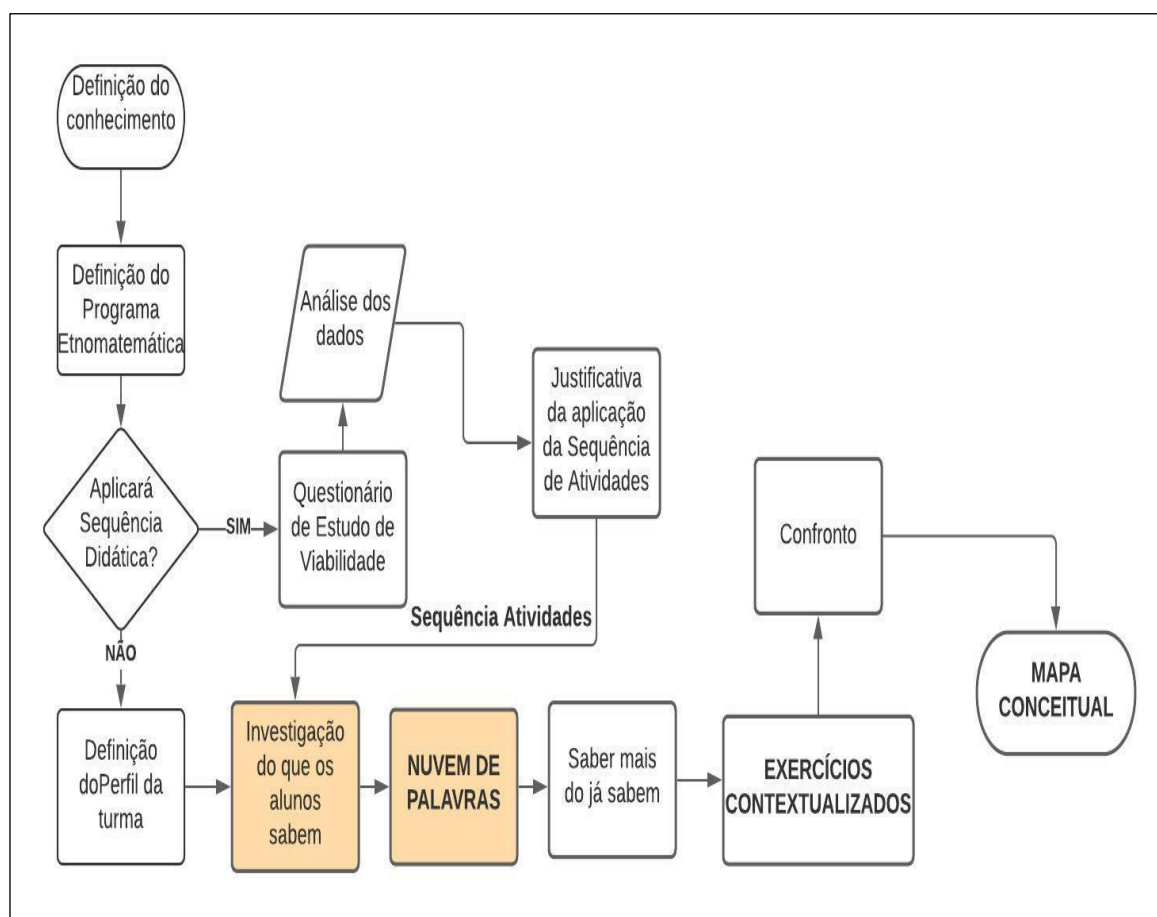 Definição do
conhecimento
Definição do
Programa
Etnomatemática
Aplicará
Sequência
Didática?
SIM
NÃO
Questionário
de Estudo de
Viabilidade
Análise dos
dados
Justificativa
da aplicação
da Sequência
de Atividades
Sequência Atividades
Definição
doPerfil da
turma
Investigação
do que os
alunos
sabem
NUVEM DE
PALAVRAS
Saber mais
do já sabem
EXERCÍCIOS
CONTEXTUALIZADOS
Confronto
MAPA
CONCEITUAL